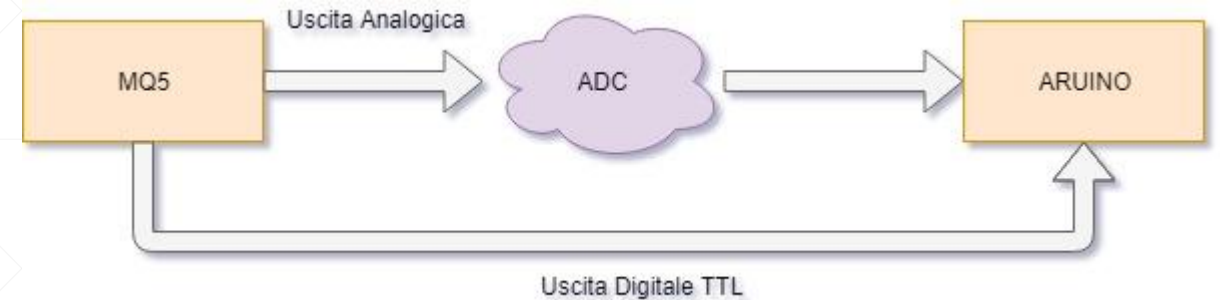 Uscita Analogica
MQ5
ADC
ARUINO
Uscita Digitale TTL